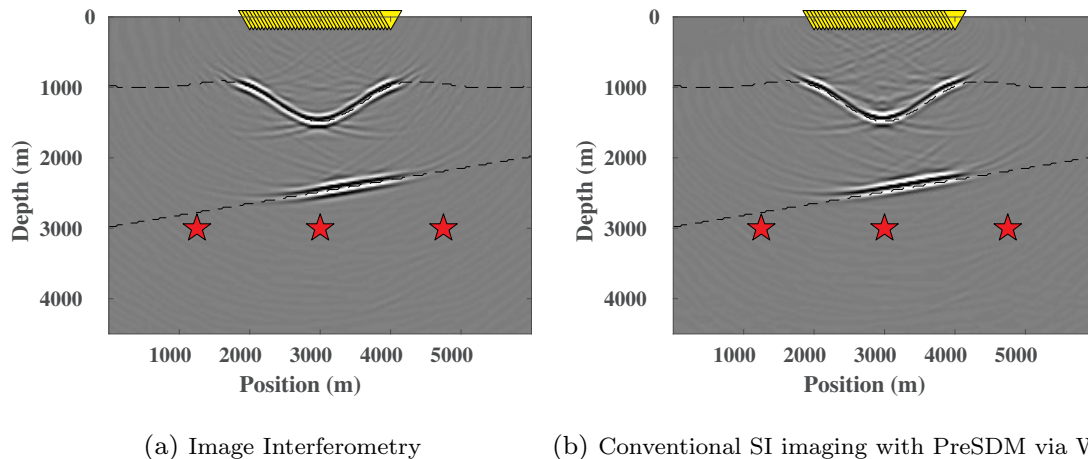 0
1000
2000
3000
4000
Depth (m)
1000 2000 3000 4000 5000
Position (m)
(a) Image Interferometry
0
1000
2000
3000
4000
Depth (m)
1000 2000 3000 4000 5000
Position (m)
(b) Conventional SI imaging with PreSDM via